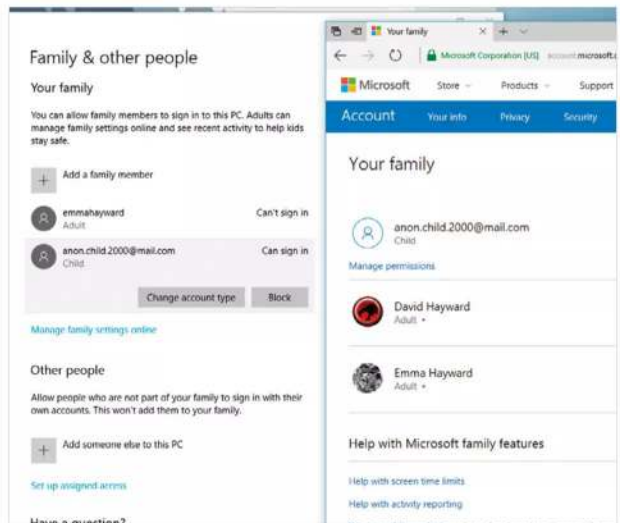 Family & other people
Your family
You can allow family members to sign in to this PC. Adults can
manage family settings online and see recent activity to help kids
stay safe.
Add a family member
emmahayward
Can't sign in
Adult
anon.child.2000@mail.com
Can sign in
Child
Change account type
Block
Manage family settings online
Other people
Allow people who are not part of your family to sign in with their
own accounts. This won't add them to your family.
Add someone else to this PC
Set up assigned access
Have a question?
Your family
Microsoft Corporation [US]
account.microsoft.c
Microsoft
Store
Products
Support
Account
Your info
Privacy
Security
Your family
anon.child.2000@mail.com
Child
Manage permissions
David Hayward
Adult
Emma Hayward
Adult
Help with Microsoft family features
Help with screen time limits
Help with activity reporting